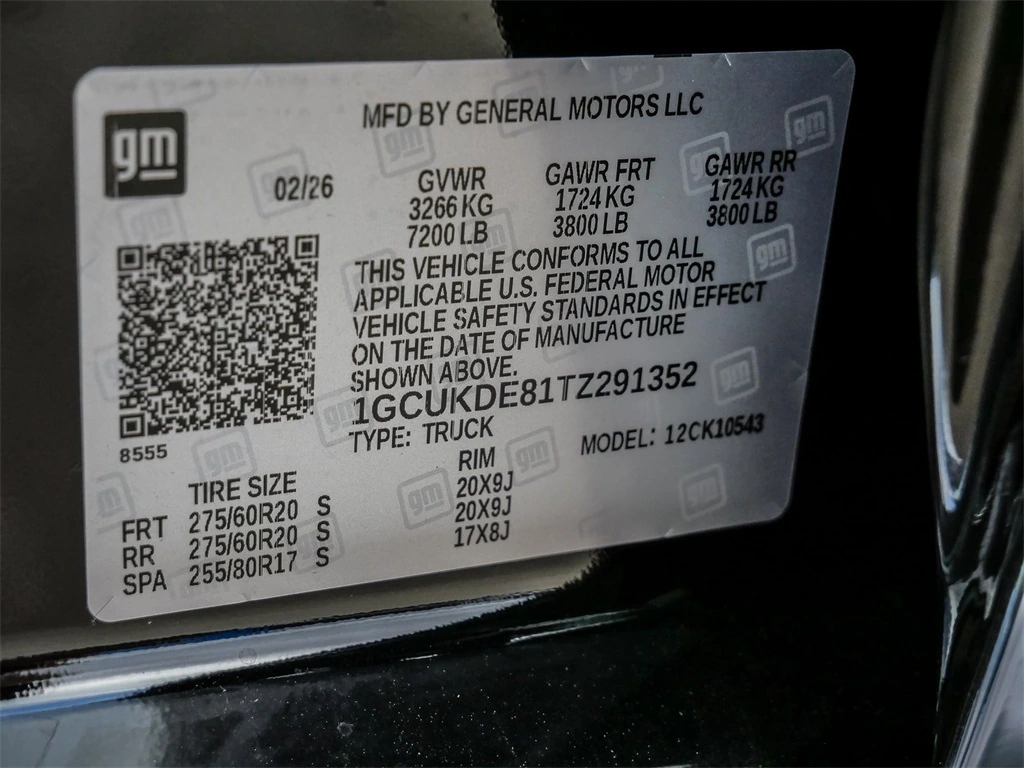 gm
MFD BY GENERAL MOTORS LLC
02/26
GVWR GAWR FRT GAWR RR
3266 KG 1724 KG 1724 KG
7200 LB 3800 LB 3800 LB
THIS VEHICLE CONFORMS TO ALL
APPLICABLE U.S. FEDERAL MOTOR
VEHICLE SAFETY STANDARDS IN EFFECT
ON THE DATE OF MANUFACTURE
SHOWN ABOVE.
1GCUKDE81TZ291352
TYPE: TRUCK MODEL: 12CK10543
8555
TIRE SIZE RIM
FRT 275/60R20 S 20X9J
RR 275/60R20 S 20X9J
SPA 255/80R17 S 17X8J